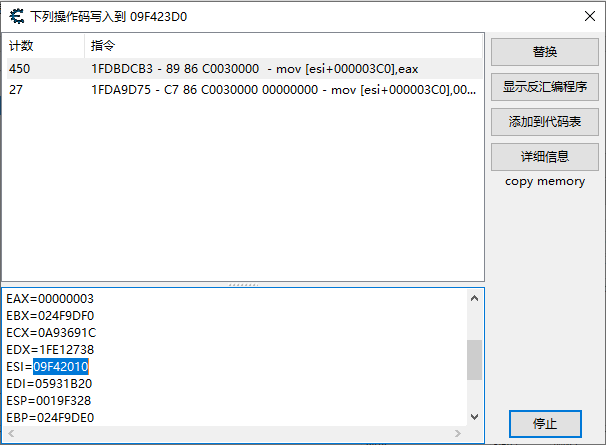 下列操作码写入到 09F423D0
计数 指令
450 1FDBDCB3 - 89 86 C0030000 - mov [esi+000003C0],eax
27 1FDA9D75 - C7 86 C0030000 00000000 - mov [esi+000003C0],00...
替换
显示反汇编程序
添加到代码表
详细信息
copy memory
EAX=00000003
EBX=024F9DF0
ECX=0A93691C
EDX=1FE12738
ESI=09F42010
EDI=05931B20
ESP=0019F328
EBP=024F9DE0
停止